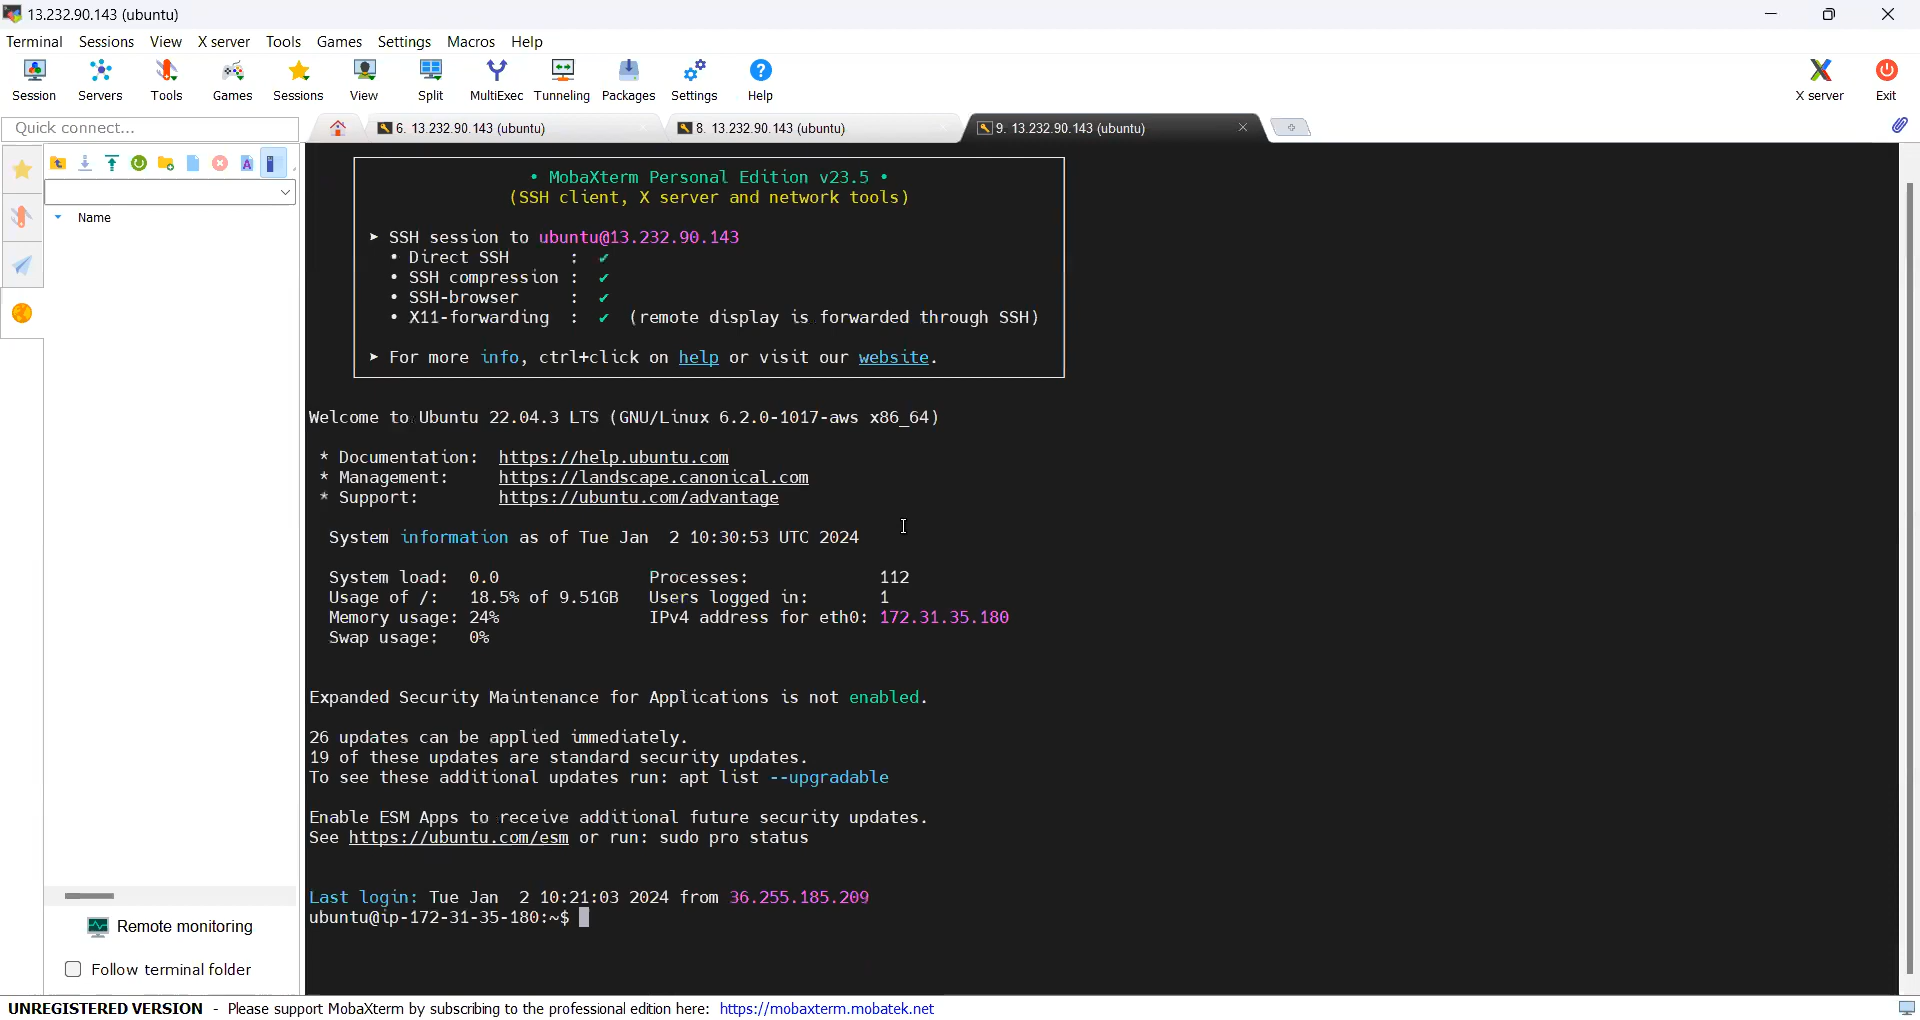 13.232.90.143 (ubuntu)
Terminal Sessions View X server Tools Games Settings Macros Help
Session Servers Tools Games Sessions View Split MultiExec Tunneling Packages Settings Help X server Exit
Quick connect...
6. 13.232.90.143 (ubuntu)
8. 13.232.90.143 (ubuntu)
9. 13.232.90.143 (ubuntu)
Name
• MobaXterm Personal Edition v23.5 •
(SSH client, X server and network tools)
➤ SSH session to ubuntu@13.232.90.143
• Direct SSH : ✔
• SSH compression : ✔
• SSH-browser : ✔
• X11-forwarding : ✔ (remote display is forwarded through SSH)
➤ For more info, ctrl+click on help or visit our website.
Welcome to Ubuntu 22.04.3 LTS (GNU/Linux 6.2.0-1017-aws x86_64)
* Documentation: https://help.ubuntu.com
* Management: https://landscape.canonical.com
* Support: https://ubuntu.com/advantage
System information as of Tue Jan 2 10:30:53 UTC 2024
System load: 0.0 Processes: 112
Usage of /: 18.5% of 9.51GB Users logged in: 1
Memory usage: 24% IPv4 address for eth0: 172.31.35.180
Swap usage: 0%
Expanded Security Maintenance for Applications is not enabled.
26 updates can be applied immediately.
19 of these updates are standard security updates.
To see these additional updates run: apt list --upgradable
Enable ESM Apps to receive additional future security updates.
See https://ubuntu.com/esm or run: sudo pro status
Last login: Tue Jan 2 10:21:03 2024 from 36.255.185.209
ubuntu@ip-172-31-35-180:~$
Remote monitoring
Follow terminal folder
UNREGISTERED VERSION - Please support MobaXterm by subscribing to the professional edition here: https://mobaxterm.mobatek.net